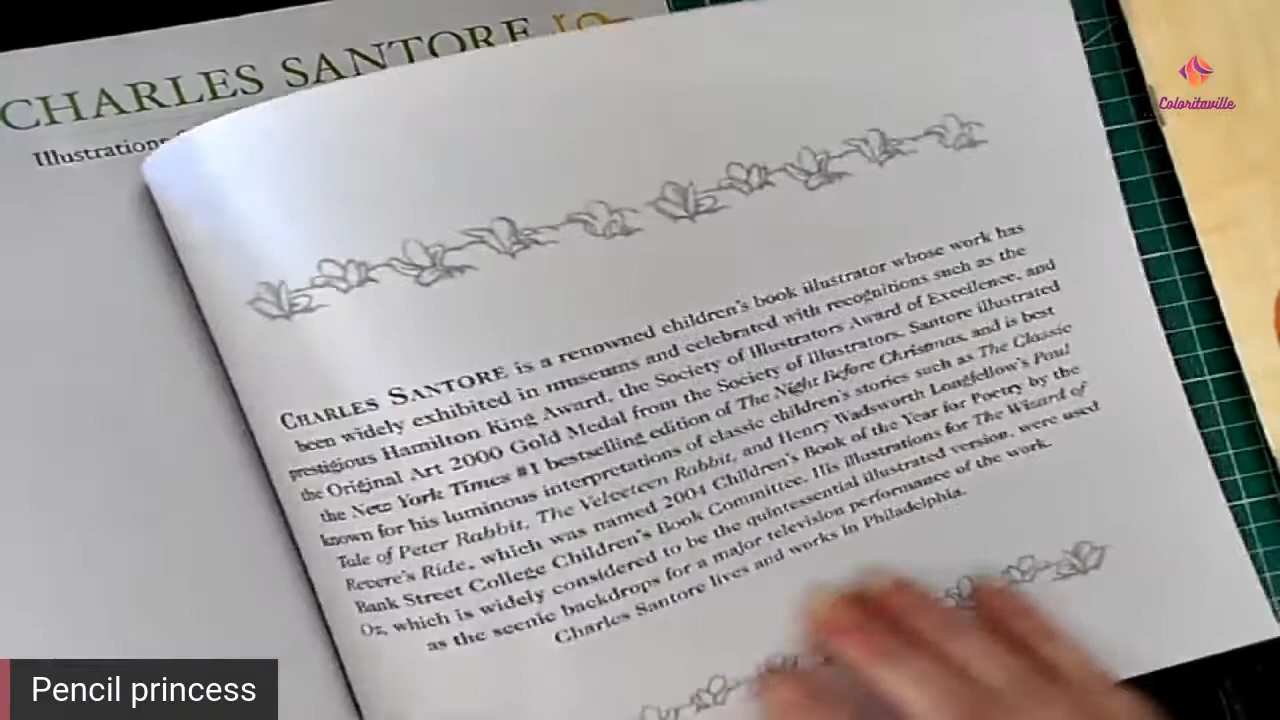 CHARLES SANTORE
Illustrations
Coloritaville
CHARLES SANTORE is a renowned children's book illustrator whose work has
been widely exhibited in museums and celebrated with recognitions such as the
prestigious Hamilton King Award, the Society of Illustrators Award of Excellence, and
the Original Art 2000 Gold Medal from the Society of Illustrators. Santore illustrated
the New York Times #1 bestselling edition of The Night Before Christmas, and is best
known for his luminous interpretations of classic children's stories such as The Classic
Tale of Peter Rabbit, The Velveteen Rabbit, and Henry Wadsworth Longfellow's Paul
Revere's Ride, which was named 2004 Children's Book of the Year for Poetry by the
Bank Street College Children's Book Committee. His illustrations for The Wizard of
Oz, which is widely considered to be the quintessential illustrated version, were used
as the scenic backdrops for a major television performance of the work.
Charles Santore lives and works in Philadelphia.
Pencil princess